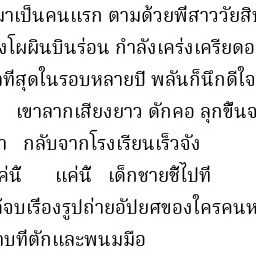 มาเป็นคนแรก ตามด้วยพี่สาววัยสิบ
งโผผินบินร่อน กำลังเคร่งเครียดอ
ที่สุดในรอบหลายปี พลันก็นึกดีใจ
เขาลากเสียงยาว ดักคอ ลุกขึ้นจ
า กลับจากโรงเรียนเร็วจัง
ค่นี้ แค่นี้ เด็กชายชี้ไปที่
จบเรื่องรูปถ่ายอัปยศของใครคนห
าบที่ตักและพนมมือ